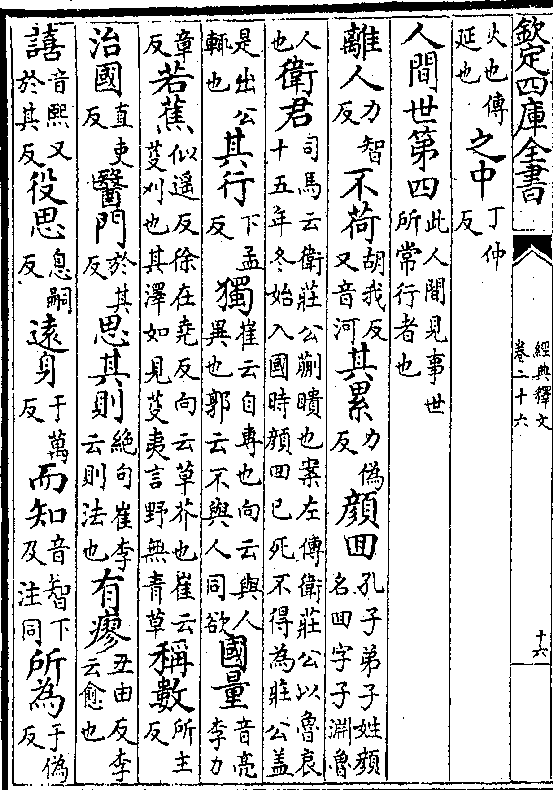 欽定四庫全書
經典釋文
卷二十六
十六
火也傳延也之中丁仲反
人間世第四此人間見事世所常行者也
離人力智反不荷胡我反又音河其累力偽反顔囬孔子弟子姓顔名囬字子淵魯
人也衛君司馬云衛莊公蒯聵也案左傳衛莊公以魯哀十五年冬始入國時顔囬已死不得為莊公盖
是出公輒也其行下孟反獨崔云自專也向云與人異也郭云不與人同欲國量音亮李力
章反若蕉似遥反徐在堯反向云草芥也崔云芟刈也其澤如見芟夷言野無青草稱數所主反
治國直吏反醫門於其反思其則絶句崔李云則法也有瘳丑由反李云愈也
譆音熙又於其反役思息嗣反遠身于萬反而知音智下及注同所為于偽反